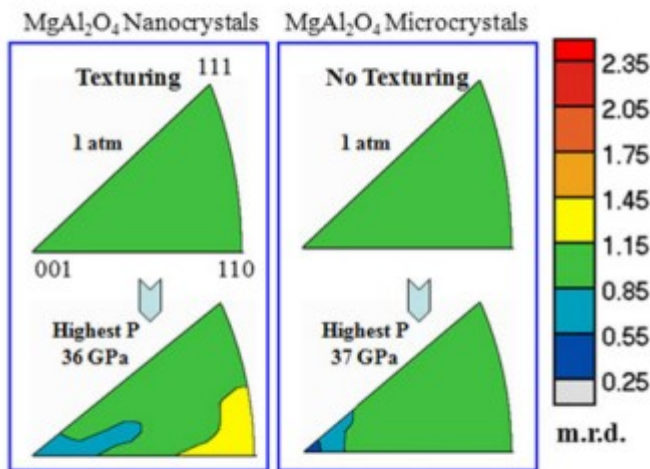 MgAl₂O₄ Nanocrystals
MgAl₂O₄ Microcrystals
Texturing
111
1 atm
001
110
Highest P
36 GPa
No Texturing
1 atm
Highest P
37 GPa
2.35
2.05
1.75
1.45
1.15
0.85
0.55
0.25
m.r.d.